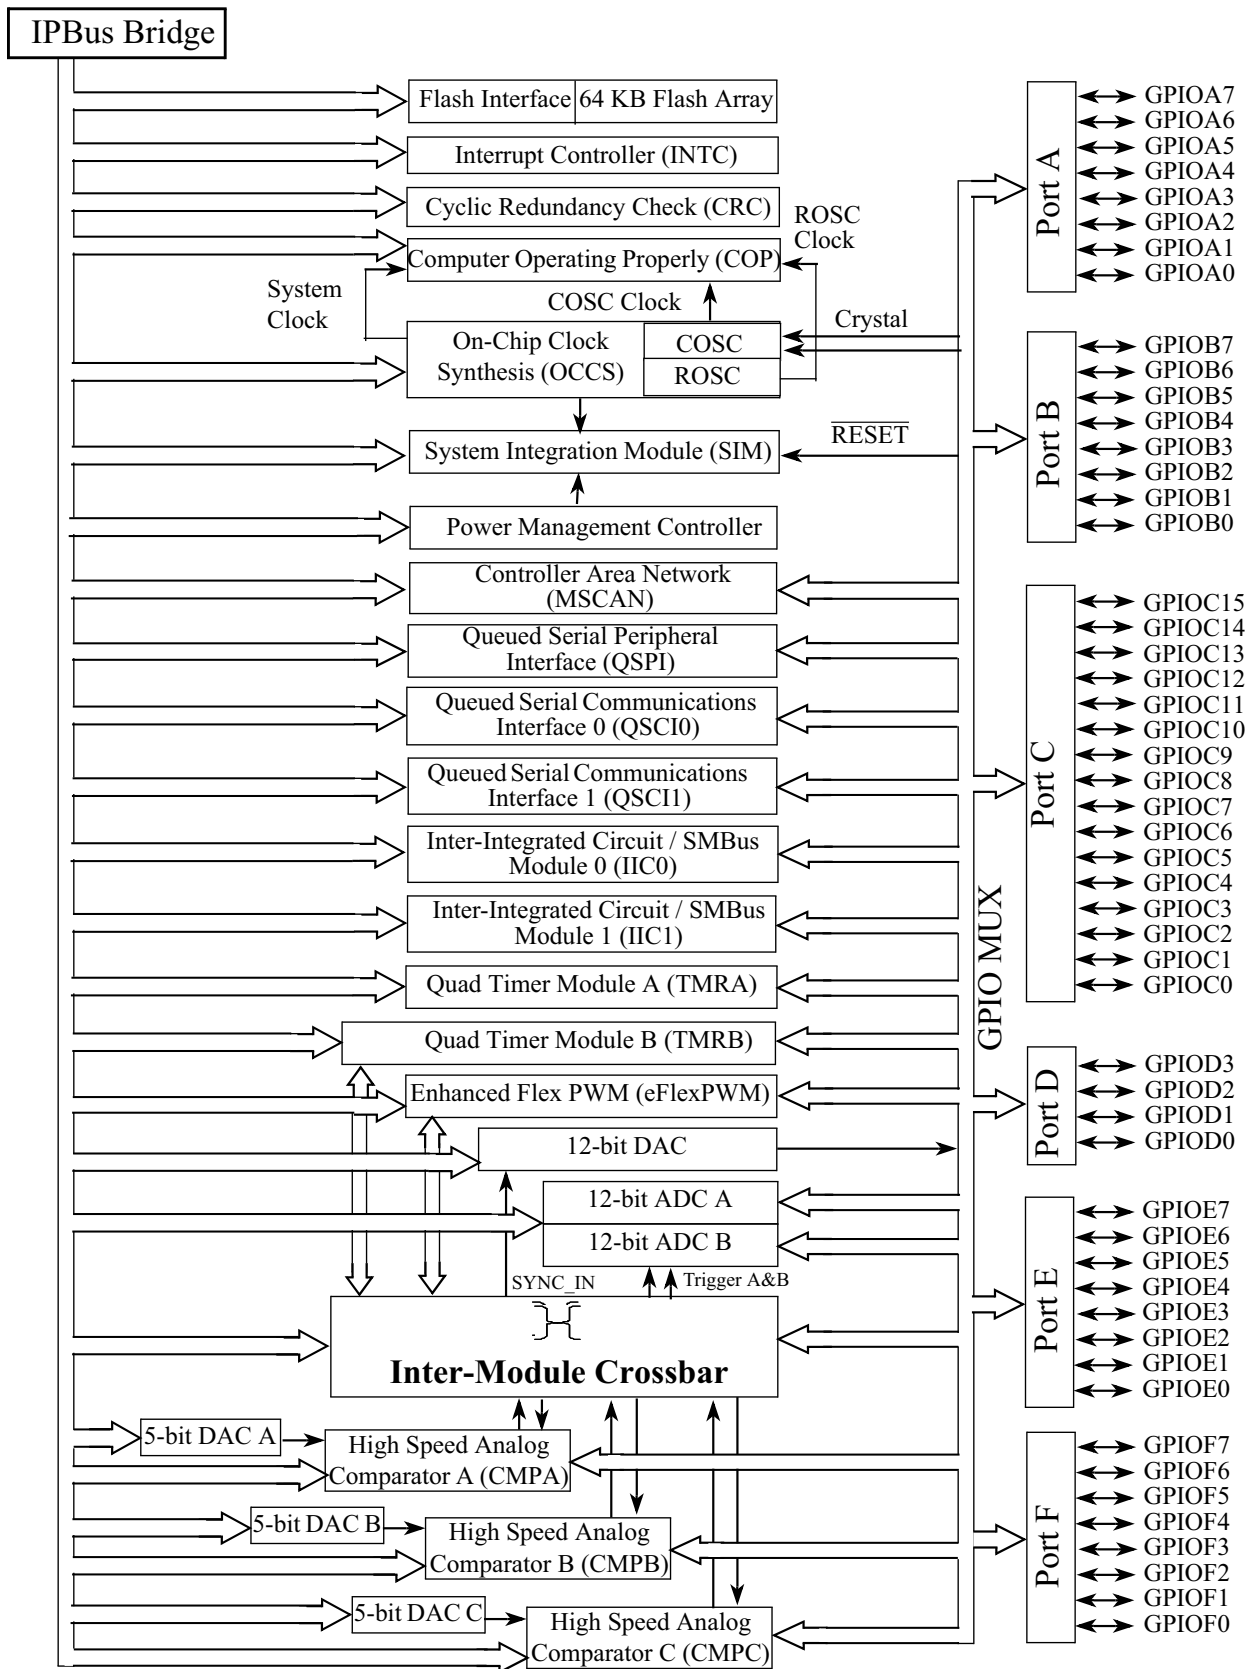 IPBus Bridge
Flash Interface
64 KB Flash Array
Interrupt Controller (INTC)
Cyclic Redundancy Check (CRC)
ROSC
Clock
Computer Operating Properly (COP)
System
Clock
COSC Clock
On-Chip Clock
Synthesis (OCCS)
COSC
ROSC
Crystal
RESET
System Integration Module (SIM)
Power Management Controller
Controller Area Network
(MSCAN)
Queued Serial Peripheral
Interface (QSPI)
Queued Serial Communications
Interface 0 (QSCI0)
Queued Serial Communications
Interface 1 (QSCI1)
Inter-Integrated Circuit / SMBus
Module 0 (IIC0)
Inter-Integrated Circuit / SMBus
Module 1 (IIC1)
Quad Timer Module A (TMRA)
Quad Timer Module B (TMRB)
Enhanced Flex PWM (eFlexPWM)
12-bit DAC
12-bit ADC A
12-bit ADC B
SYNC_IN
Trigger A&B
Inter-Module Crossbar
5-bit DAC A
High Speed Analog
Comparator A (CMPA)
5-bit DAC B
High Speed Analog
Comparator B (CMPB)
5-bit DAC C
High Speed Analog
Comparator C (CMPC)
GPIO MUX
Port A
GPIOA7
GPIOA6
GPIOA5
GPIOA4
GPIOA3
GPIOA2
GPIOA1
GPIOA0
Port B
GPIOB7
GPIOB6
GPIOB5
GPIOB4
GPIOB3
GPIOB2
GPIOB1
GPIOB0
Port C
GPIOC15
GPIOC14
GPIOC13
GPIOC12
GPIOC11
GPIOC10
GPIOC9
GPIOC8
GPIOC7
GPIOC6
GPIOC5
GPIOC4
GPIOC3
GPIOC2
GPIOC1
GPIOC0
Port D
GPIOD3
GPIOD2
GPIOD1
GPIOD0
Port E
GPIOE7
GPIOE6
GPIOE5
GPIOE4
GPIOE3
GPIOE2
GPIOE1
GPIOE0
Port F
GPIOF7
GPIOF6
GPIOF5
GPIOF4
GPIOF3
GPIOF2
GPIOF1
GPIOF0